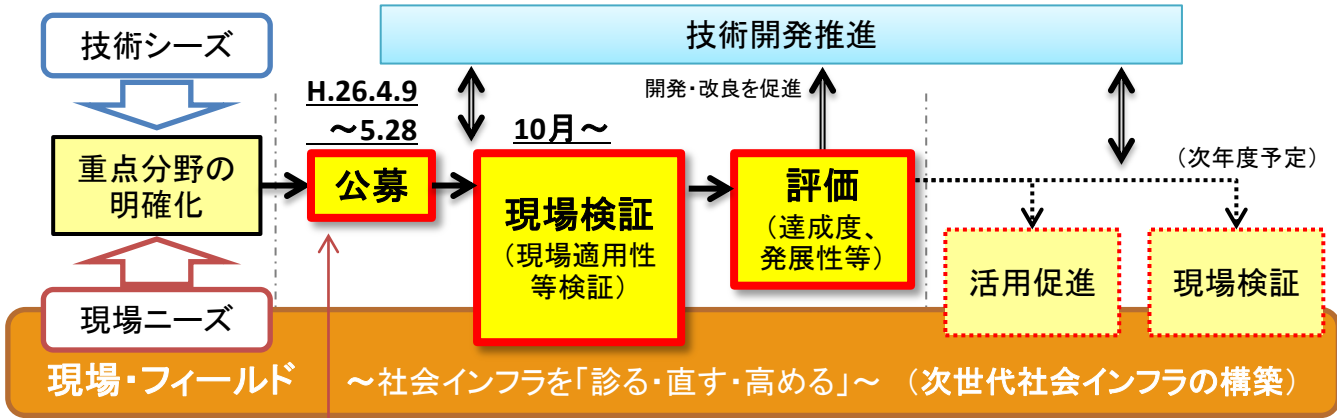 技術シーズ
技術開発推進
H.26.4.9
～5.28
開発・改良を促進
10月～
重点分野の
明確化
公募
現場検証
（現場適用性
等検証）
評価
（達成度、
発展性等）
（次年度予定）
活用促進
現場検証
現場ニーズ
現場・フィールド ～社会インフラを「診る・直す・高める」～ （次世代社会インフラの構築）